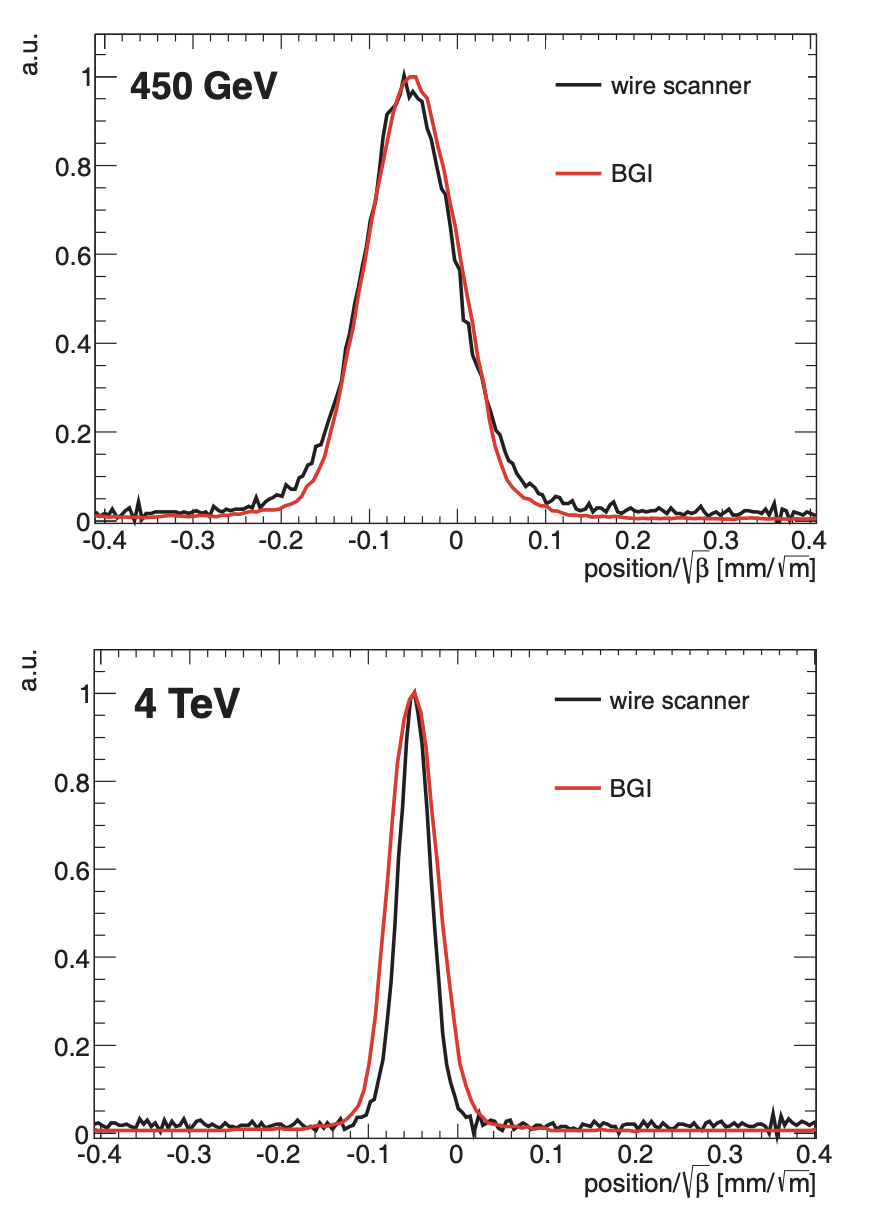 a.u.
450 GeV
wire scanner
BGI
1
0.8
0.6
0.4
0.2
0
-0.4 -0.3 -0.2 -0.1 0 0.1 0.2 0.3 0.4
position/√β [mm/√m]
a.u.
4 TeV
wire scanner
BGI
1
0.8
0.6
0.4
0.2
0
-0.4 -0.3 -0.2 -0.1 0 0.1 0.2 0.3 0.4
position/√β [mm/√m]